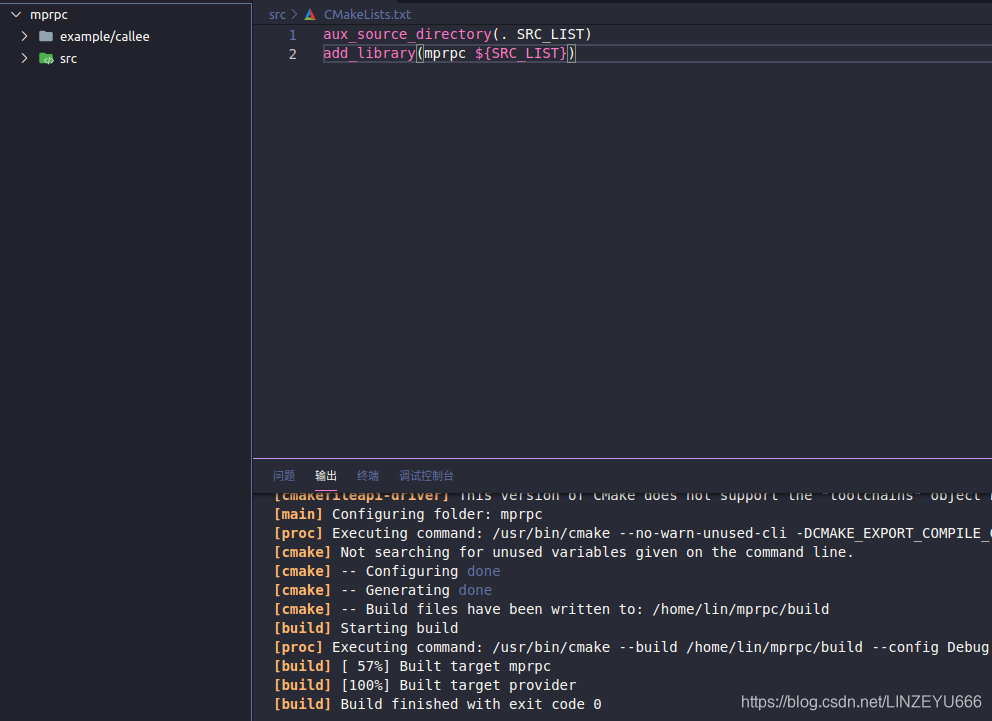 mprpc
example/callee
src
src > CMakeLists.txt
1 aux_source_directory(. SRC_LIST)
2 add_library(mprpc ${SRC_LIST})
问题 输出 终端 调试控制台
[cmakefileapi-driver] This version of CMake does not support the "toolchains" object
[main] Configuring folder: mprpc
[proc] Executing command: /usr/bin/cmake --no-warn-unused-cli -DCMAKE_EXPORT_COMPILE_
[cmake] Not searching for unused variables given on the command line.
[cmake] -- Configuring done
[cmake] -- Generating done
[cmake] -- Build files have been written to: /home/lin/mprpc/build
[build] Starting build
[proc] Executing command: /usr/bin/cmake --build /home/lin/mprpc/build --config Debug
[build] [ 57%] Built target mprpc
[build] [100%] Built target provider
[build] Build finished with exit code 0
https://blog.csdn.net/LINZEYU666